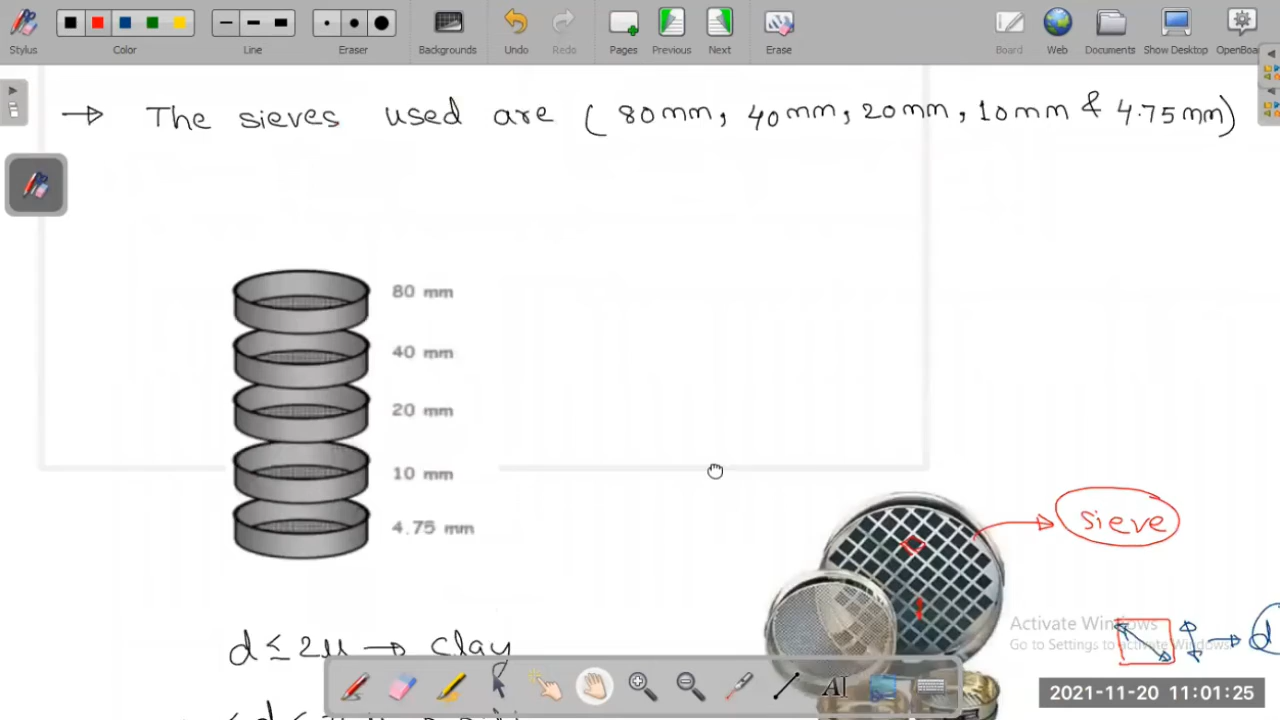 Stylus
Color
Line
Eraser
Backgrounds
Undo
Redo
Pages
Previous
Next
Erase
Board
Web
Documents
Show Desktop
OpenBoa
→ The sieves used are ( 80mm, 40mm, 20mm, 10mm & 4.75mm)
80 mm
40 mm
20 mm
10 mm
4.75 mm
sieve
Activate Windows
Go to Settings to activate Windows.
d
d ≤ 2μ → clay
2021-11-20 11:01:25